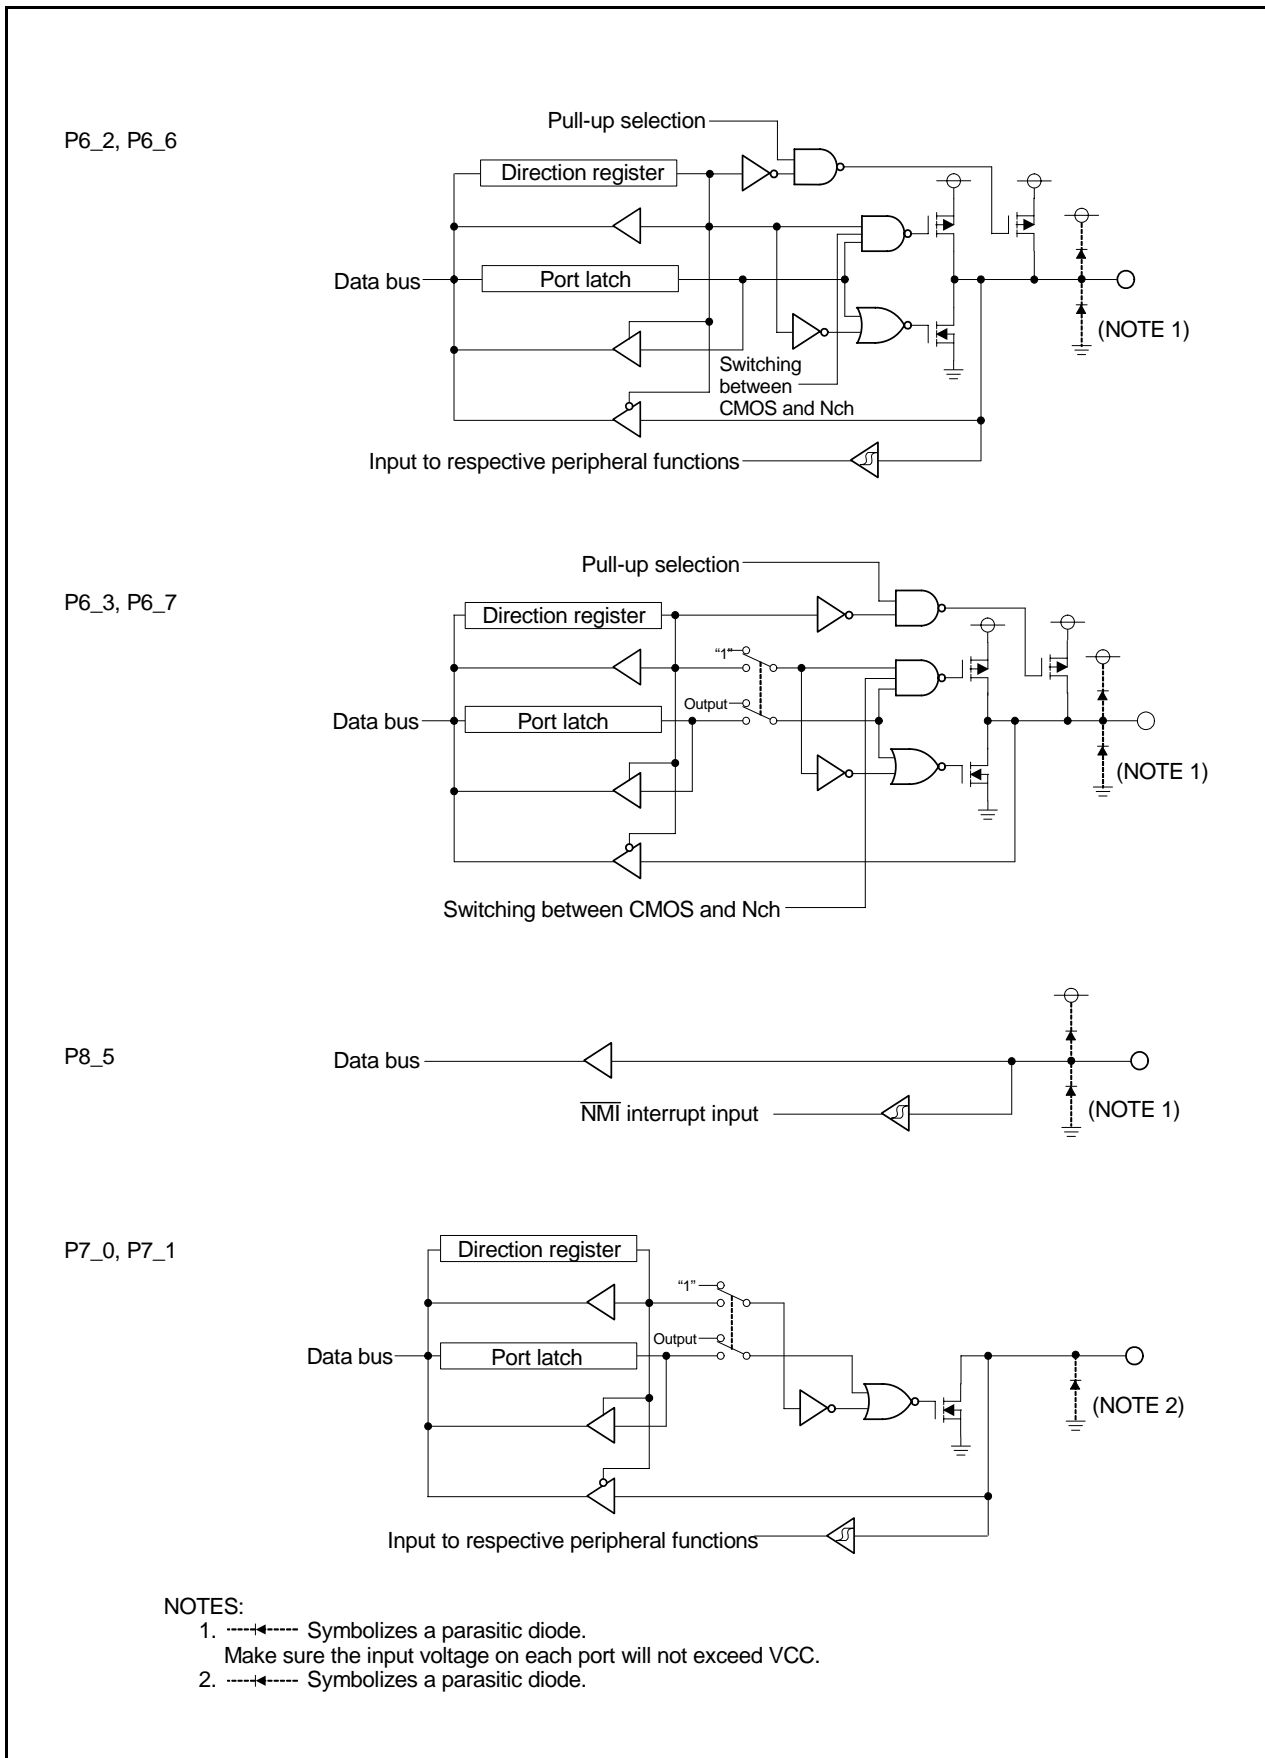 P6_2, P6_6
Pull-up selection
Direction register
Data bus
Port latch
(NOTE 1)
Switching
between
CMOS and Nch
Input to respective peripheral functions
P6_3, P6_7
Pull-up selection
Direction register
"1"
Output
Data bus
Port latch
(NOTE 1)
Switching between CMOS and Nch
P8_5
Data bus
NMI interrupt input
(NOTE 1)
P7_0, P7_1
Direction register
"1"
Output
Data bus
Port latch
(NOTE 2)
Input to respective peripheral functions
NOTES:
1. Symbolizes a parasitic diode.
Make sure the input voltage on each port will not exceed VCC.
2. Symbolizes a parasitic diode.